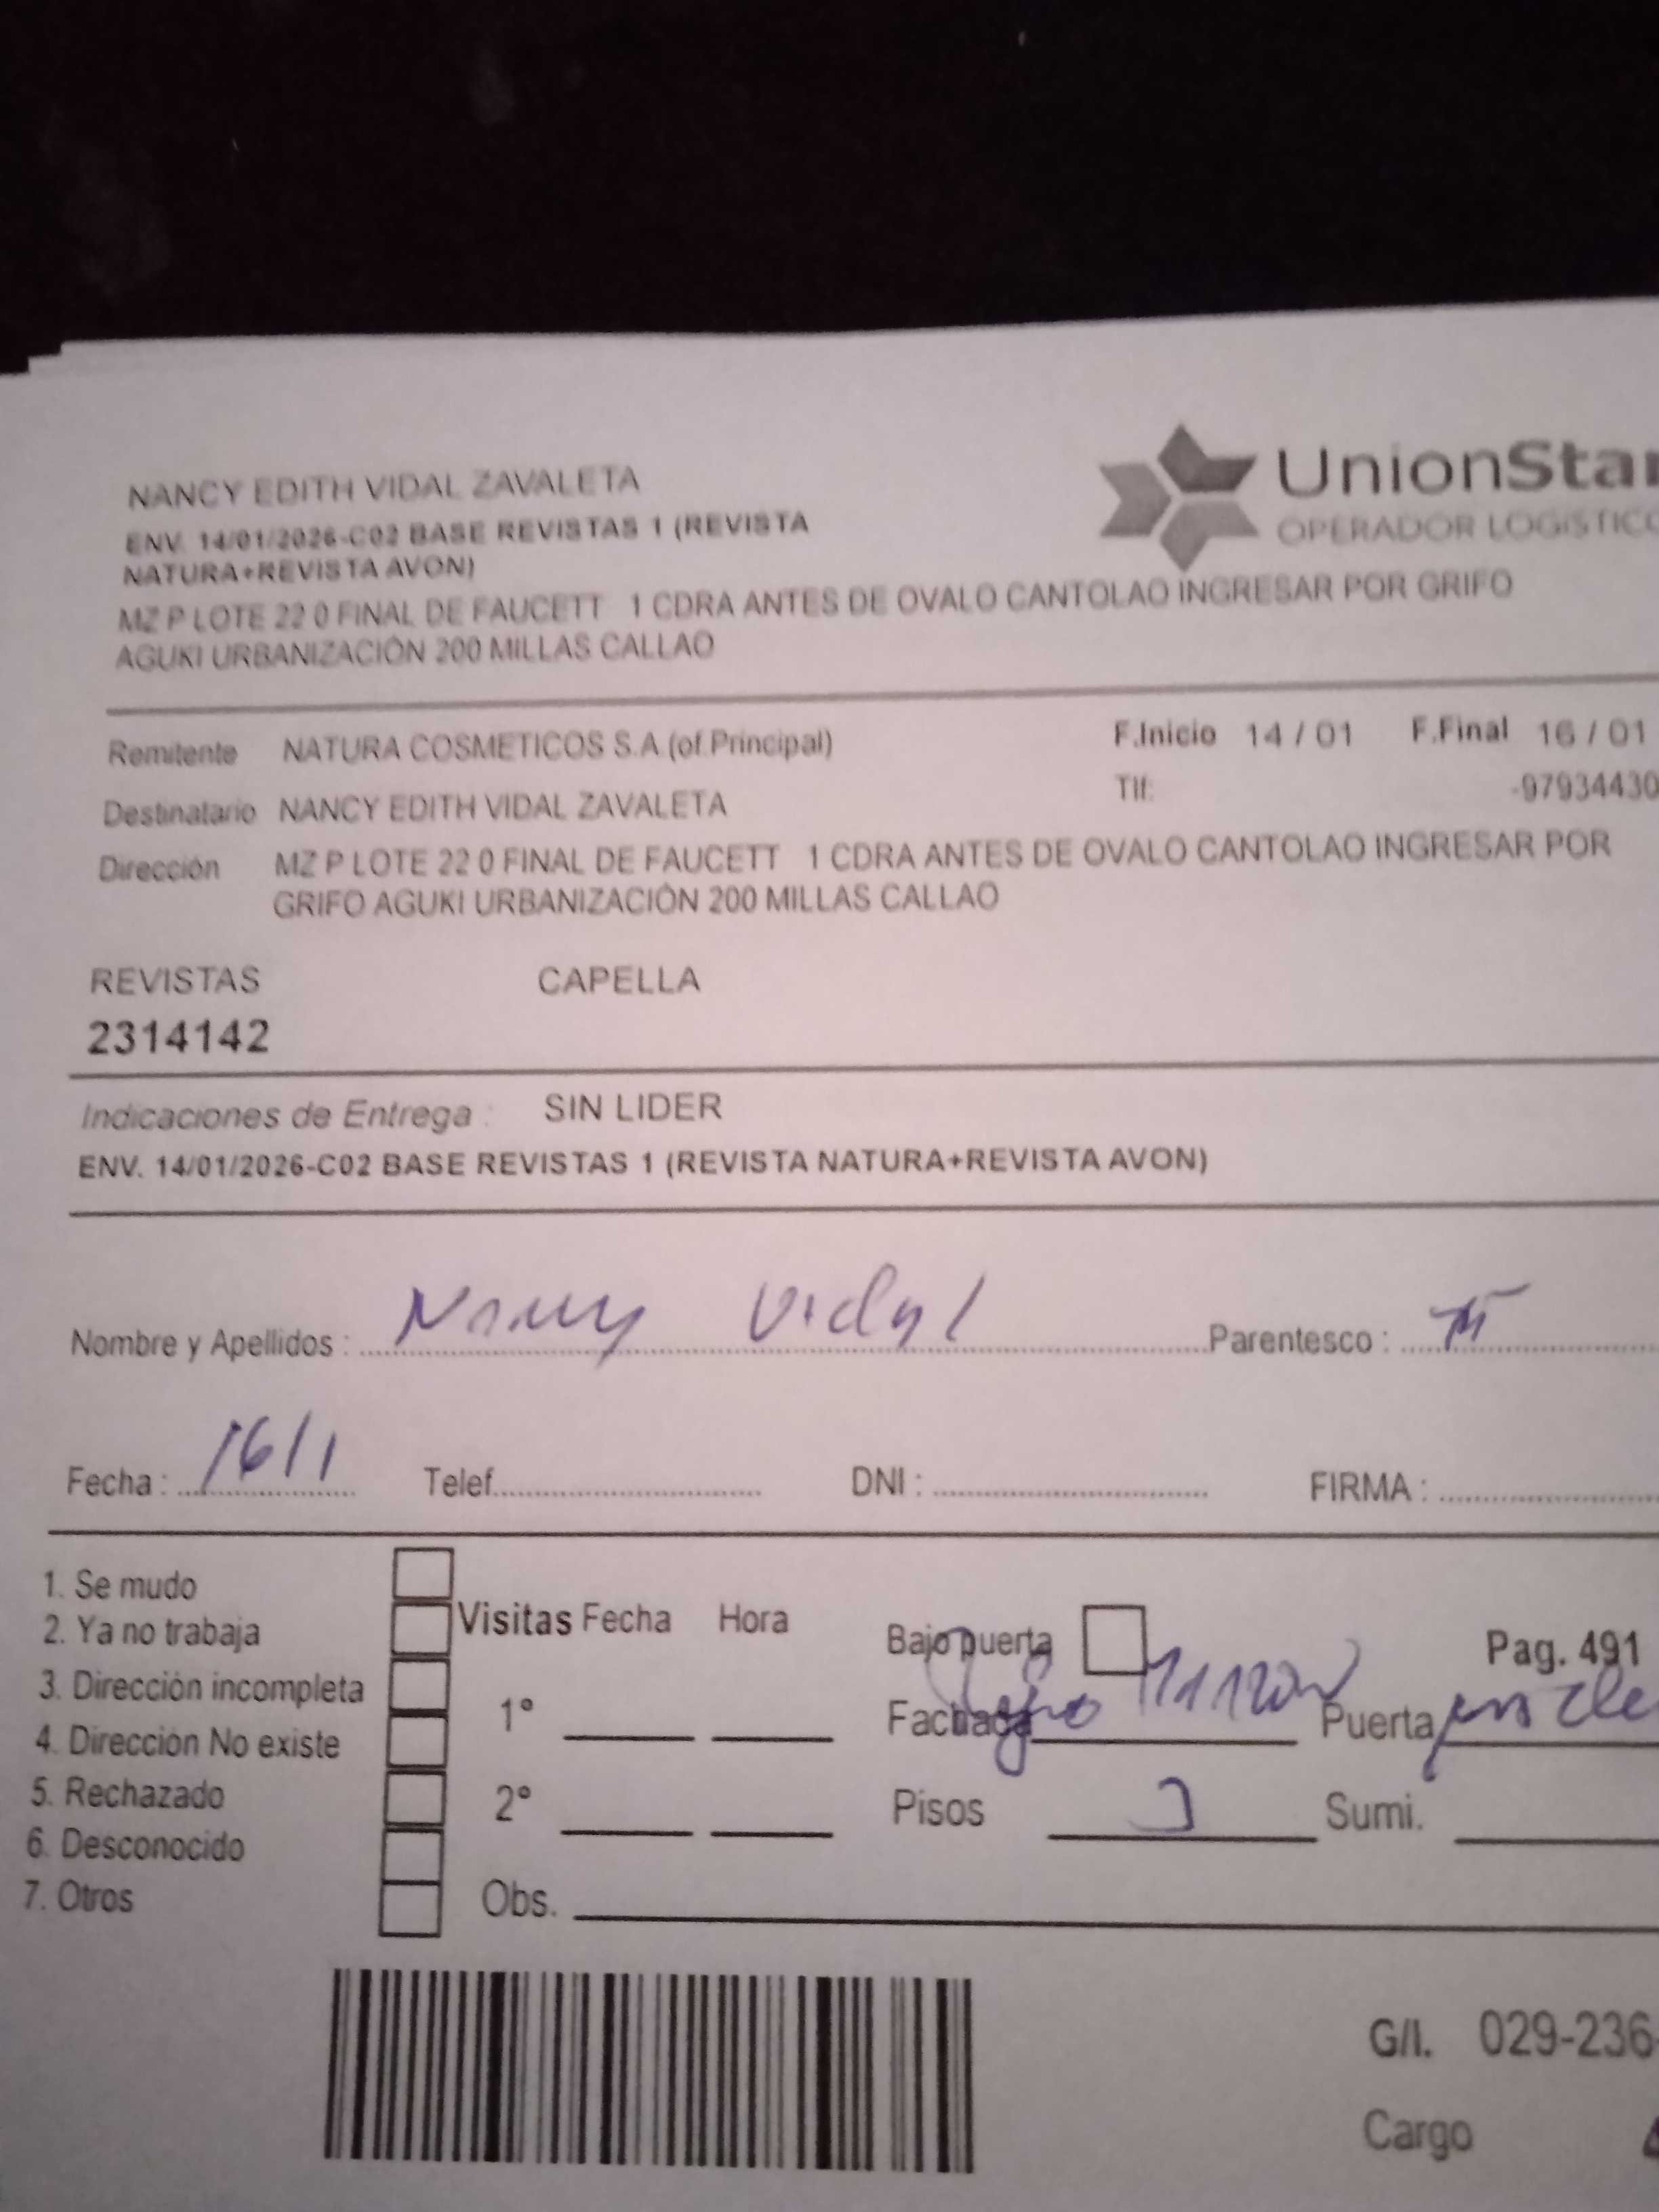 NANCY EDITH VIDAL ZAVALETA
ENV. 14/01/2026-C02 BASE REVISTAS 1 (REVISTA
NATURA+REVISTA AVON)
MZ P LOTE 22 0 FINAL DE FAUCETT 1 CDRA ANTES DE OVALO CANTOLAO INGRESAR POR GRIFO
AGUKI URBANIZACIÓN 200 MILLAS CALLAO
UnionStar
OPERADOR LOGISTICO
Remitente NATURA COSMETICOS S.A.(of.Principal) F.Inicio 14 / 01 F.Final 16 / 01
Destinatario NANCY EDITH VIDAL ZAVALETA Tlf: -97934430
Dirección MZ P LOTE 22 0 FINAL DE FAUCETT 1 CDRA ANTES DE OVALO CANTOLAO INGRESAR POR
GRIFO AGUKI URBANIZACIÓN 200 MILLAS CALLAO
REVISTAS CAPELLA
2314142
Indicaciones de Entrega : SIN LIDER
ENV. 14/01/2026-C02 BASE REVISTAS 1 (REVISTA NATURA+REVISTA AVON)
Nombre y Apellidos : Nancy Vidal Parentesco :
Fecha : 16/1 Telef. DNI : FIRMA :
1. Se mudo
2. Ya no trabaja
3. Dirección incompleta
4. Dirección No existe
5. Rechazado
6. Desconocido
7. Otros
Visitas Fecha Hora
1°
2°
Obs.
Bajo puerta Pag. 491
Fachada Puerta
Pisos 3 Sumi.
G/I. 029-236
Cargo